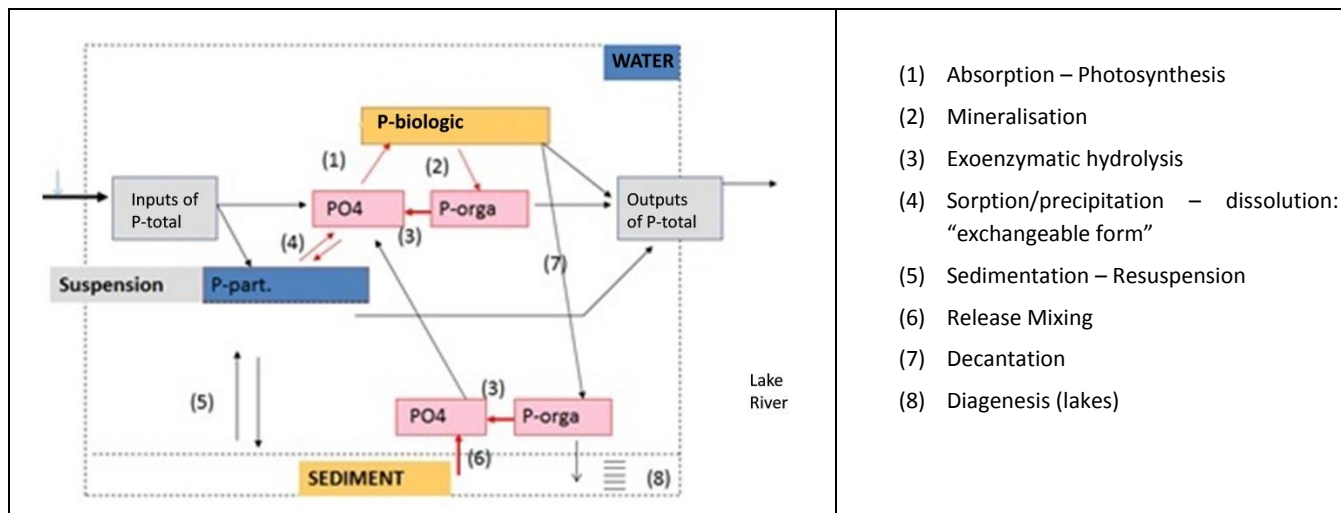 WATER
P-biologic
(1)
(2)
Inputs of
P-total
PO4
P-orga
Outputs
of P-total
(3)
(4)
(7)
Suspension
P-part.
(5)
Lake
River
(3)
PO4
P-orga
(6)
SEDIMENT
(8)
(1) Absorption – Photosynthesis
(2) Mineralisation
(3) Exoenzymatic hydrolysis
(4) Sorption/precipitation – dissolution:
“exchangeable form”
(5) Sedimentation – Resuspension
(6) Release Mixing
(7) Decantation
(8) Diagenesis (lakes)